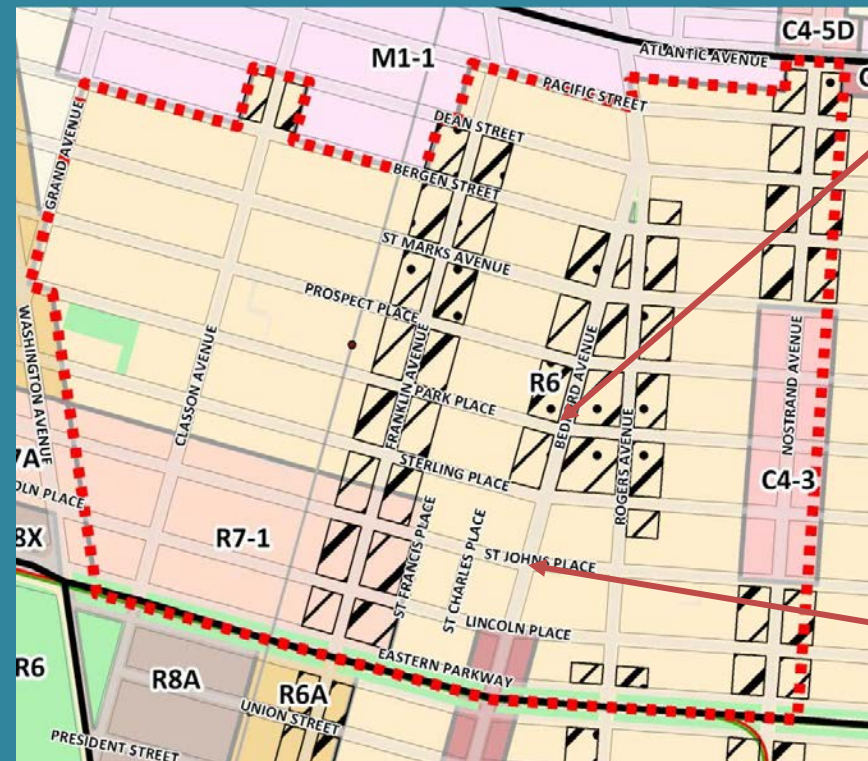 C4-5D
ATLANTIC AVENUE
M1-1
PACIFIC STREET
DEAN STREET
GRAND AVENUE
BERGEN STREET
ST MARKS AVENUE
PROSPECT PLACE
WASHINGTON AVENUE
CLASSON AVENUE
FRANKLIN AVENUE
PARK PLACE
R6
BEDFORD AVENUE
ROGERS AVENUE
NOSTRAND AVENUE
STERLING PLACE
C4-3
7A
OLN PLACE
8X
R7-1
ST FRANCIS PLACE
ST CHARLES PLACE
ST JOHNS PLACE
LINCOLN PLACE
EASTERN PARKWAY
R6
R8A
R6A
UNION STREET
PRESIDENT STREET